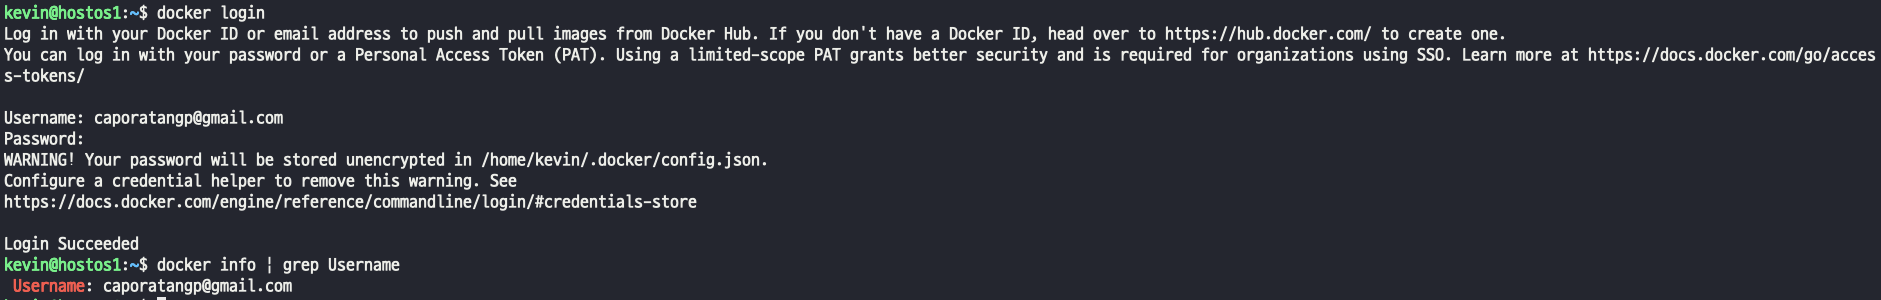 kevin@hostos1:~$ docker login
Log in with your Docker ID or email address to push and pull images from Docker Hub. If you don't have a Docker ID, head over to https://hub.docker.com/ to create one.
You can log in with your password or a Personal Access Token (PAT). Using a limited-scope PAT grants better security and is required for organizations using SSO. Learn more at https://docs.docker.com/go/acces
s-tokens/
Username: caporatangp@gmail.com
Password:
WARNING! Your password will be stored unencrypted in /home/kevin/.docker/config.json.
Configure a credential helper to remove this warning. See
https://docs.docker.com/engine/reference/commandline/login/#credentials-store
Login Succeeded
kevin@hostos1:~$ docker info | grep Username
Username: caporatangp@gmail.com